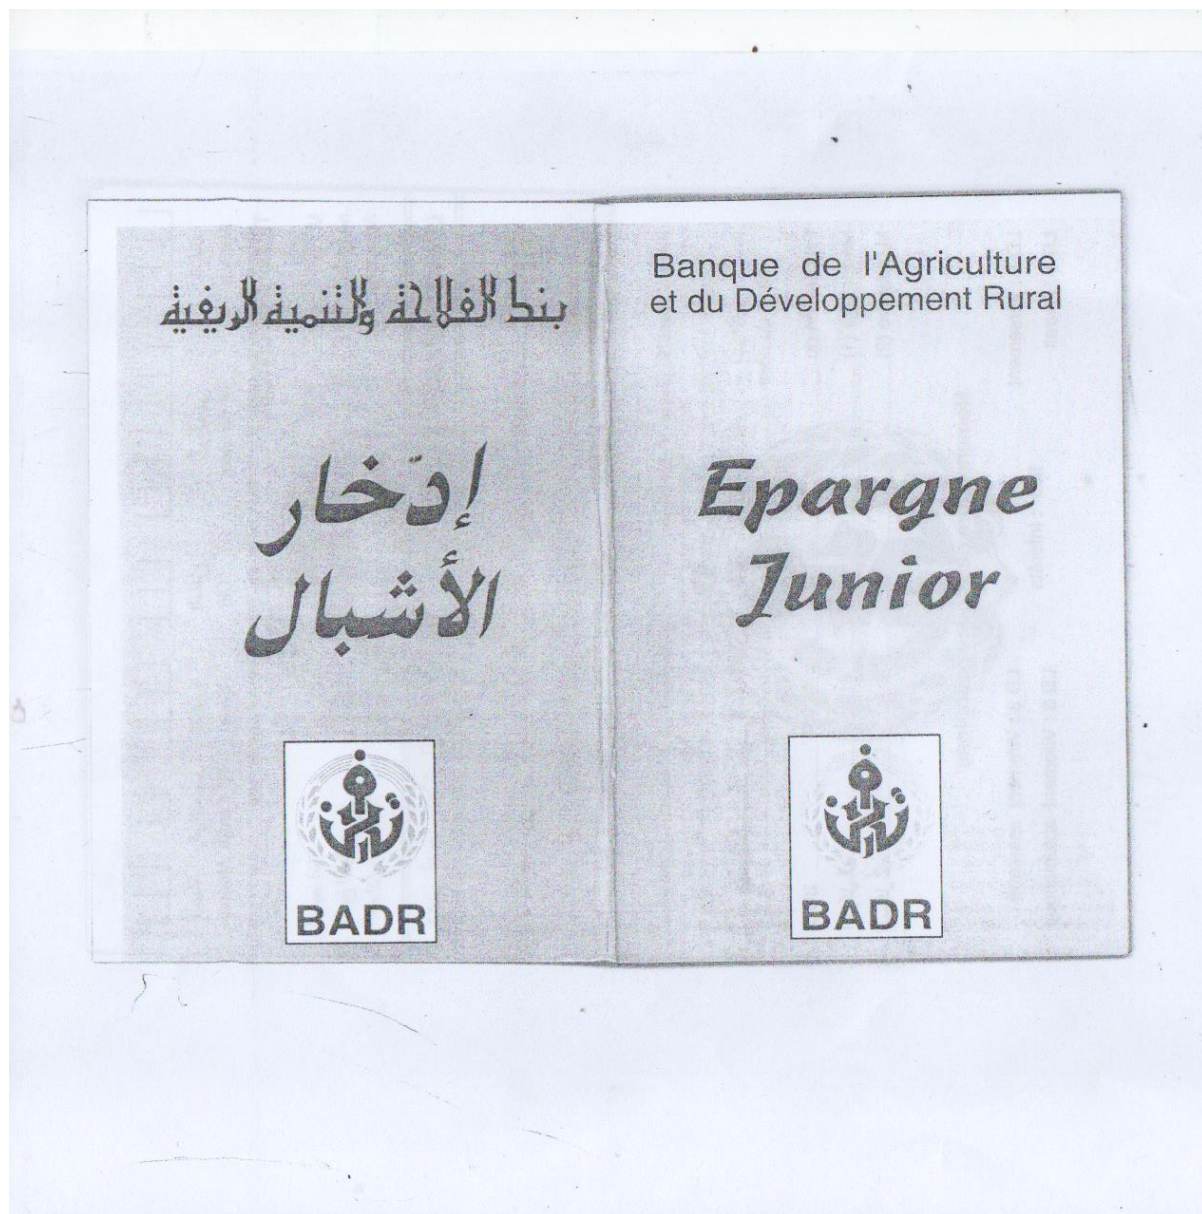 بنك الفلاحة والتنمية الريفية
إدّخار
الأشبال
BADR
Banque de l'Agriculture
et du Développement Rural
Epargne
Junior
BADR